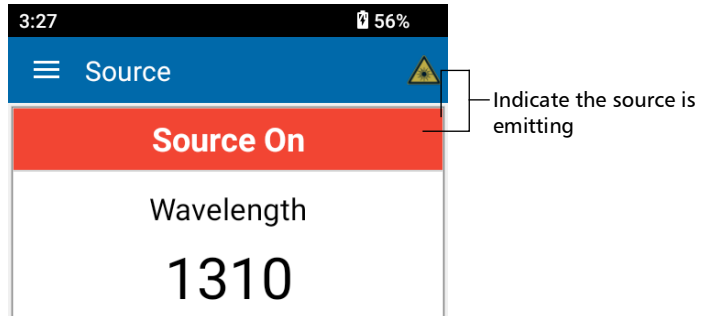 3:27 56%
Source
Indicate the source is
emitting
Source On
Wavelength
1310